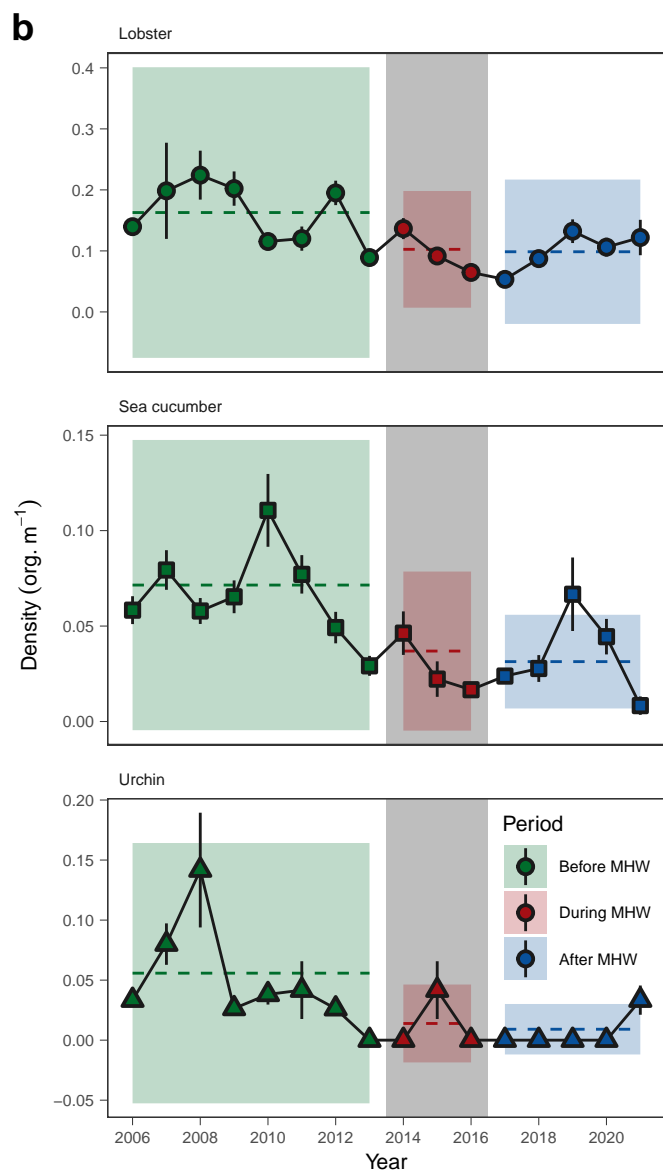 b
Lobster
0.4
0.3
0.2
0.1
0.0
Sea cucumber
0.15
0.10
0.05
0.00
Density (org. m⁻¹)
Urchin
0.20
0.15
0.10
0.05
0.00
−0.05
Period
Before MHW
During MHW
After MHW
2006 2008 2010 2012 2014 2016 2018 2020
Year